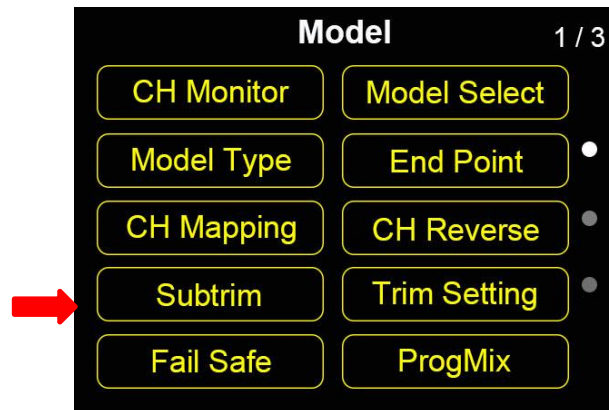 Model 1 / 3
CH Monitor Model Select
Model Type End Point
CH Mapping CH Reverse
Subtrim Trim Setting
Fail Safe ProgMix